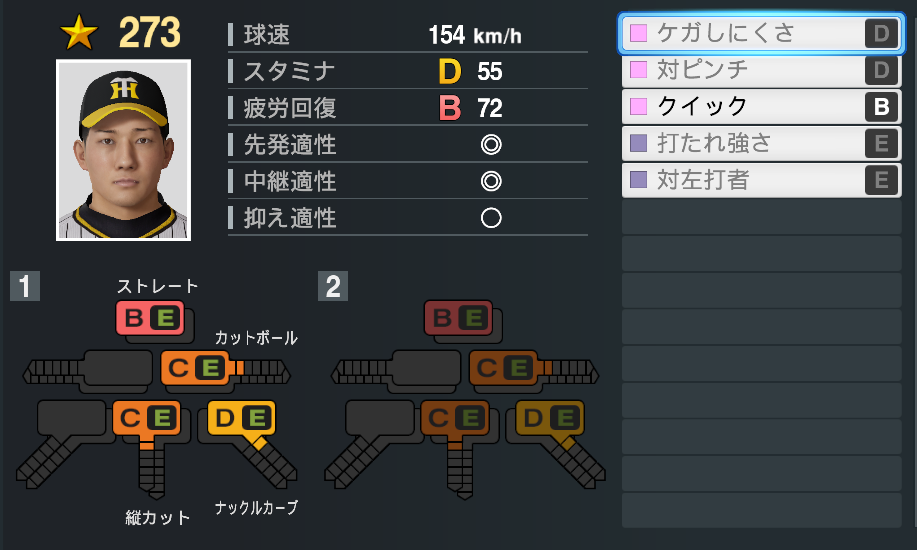 ★ 273
球速 154 km/h
スタミナ D 55
疲労回復 B 72
先発適性 ◎
中継適性 ◎
抑え適性 ○
ケガしにくさ D
対ピンチ D
クイック B
打たれ強さ E
対左打者 E
1
ストレート
B E
カットボール
C E
C E
D E
縦カット
ナックルカーブ
2
B E
C E
C E
D E